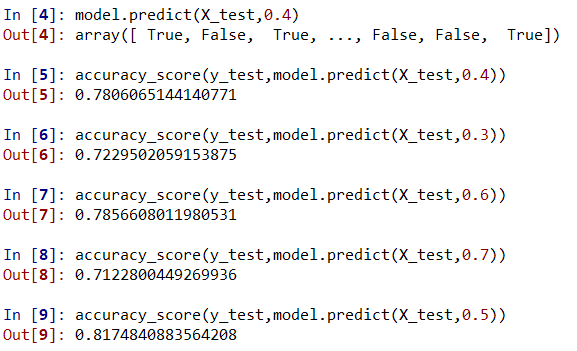 In [4]: model.predict(X_test,0.4)
Out[4]: array([ True, False,  True, ..., False, False,  True])
In [5]: accuracy_score(y_test,model.predict(X_test,0.4))
Out[5]: 0.7806065144140771
In [6]: accuracy_score(y_test,model.predict(X_test,0.3))
Out[6]: 0.7229502059153875
In [7]: accuracy_score(y_test,model.predict(X_test,0.6))
Out[7]: 0.7856608011980531
In [8]: accuracy_score(y_test,model.predict(X_test,0.7))
Out[8]: 0.7122800449269936
In [9]: accuracy_score(y_test,model.predict(X_test,0.5))
Out[9]: 0.8174840883564208